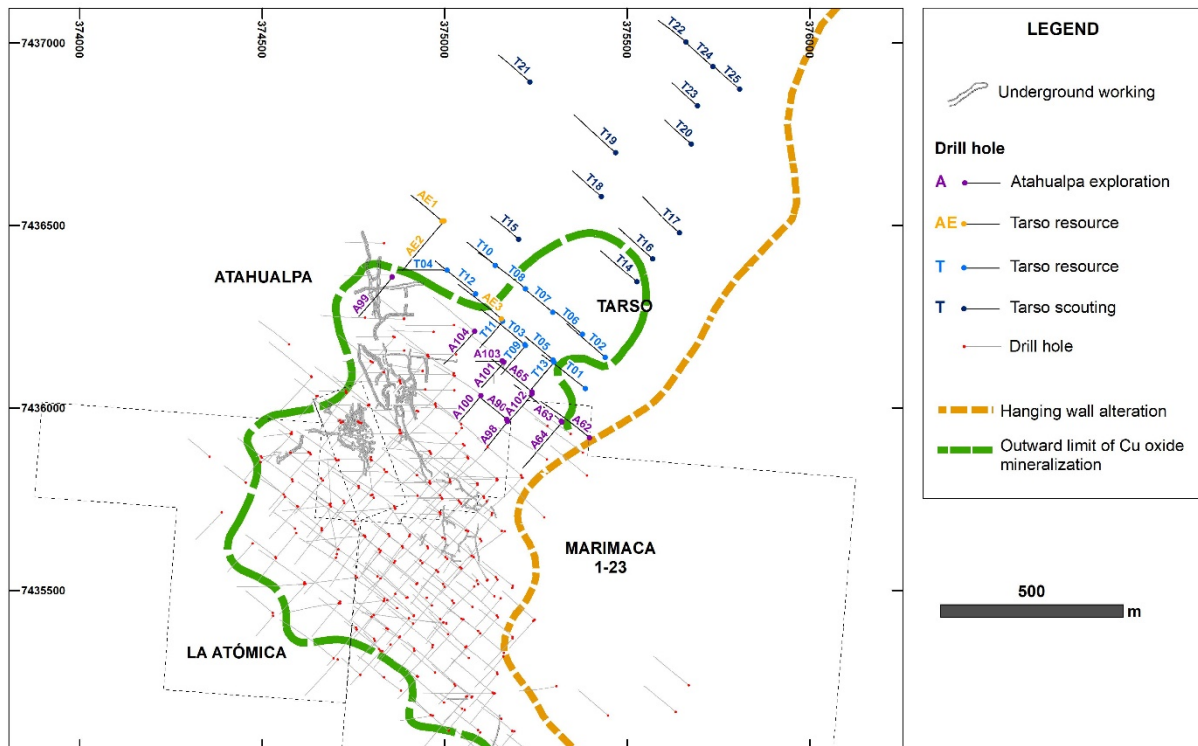 374000
374500
375000
375500
376000
7437000
7436500
7436000
7435500
T22
T24
T25
T21
T23
T20
T19
T18
T17
T16
T15
T14
AE1
AE2
T10
T04
T08
T12
T07
AE3
T06
T02
T11
T03
T05
T09
T13
T01
A99
A104
A103
A101
A65
A100
A90
A102
A98
A63
A62
A64
ATAHUALPA
TARSO
MARIMACA
1-23
LA ATÓMICA
LEGEND
Underground working
Drill hole
A Atahualpa exploration
AE Tarso resource
T Tarso resource
T Tarso scouting
Drill hole
Hanging wall alteration
Outward limit of Cu oxide
mineralization
500
m